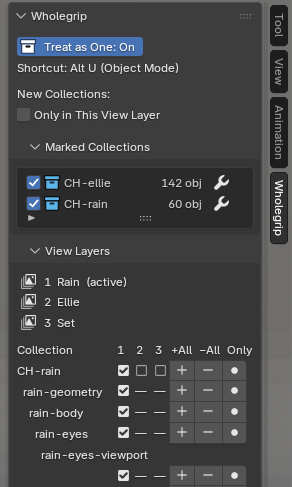 Wholegrip
Treat as One: On
Shortcut: Alt U (Object Mode)
New Collections:
Only in This View Layer
Marked Collections
CH-ellie 142 obj
CH-rain 60 obj
View Layers
1 Rain (active)
2 Ellie
3 Set
Collection 1 2 3 +All −All Only
CH-rain
rain-geometry
rain-body
rain-eyes
rain-eyes-viewport
Tool
View
Animation
Wholegrip